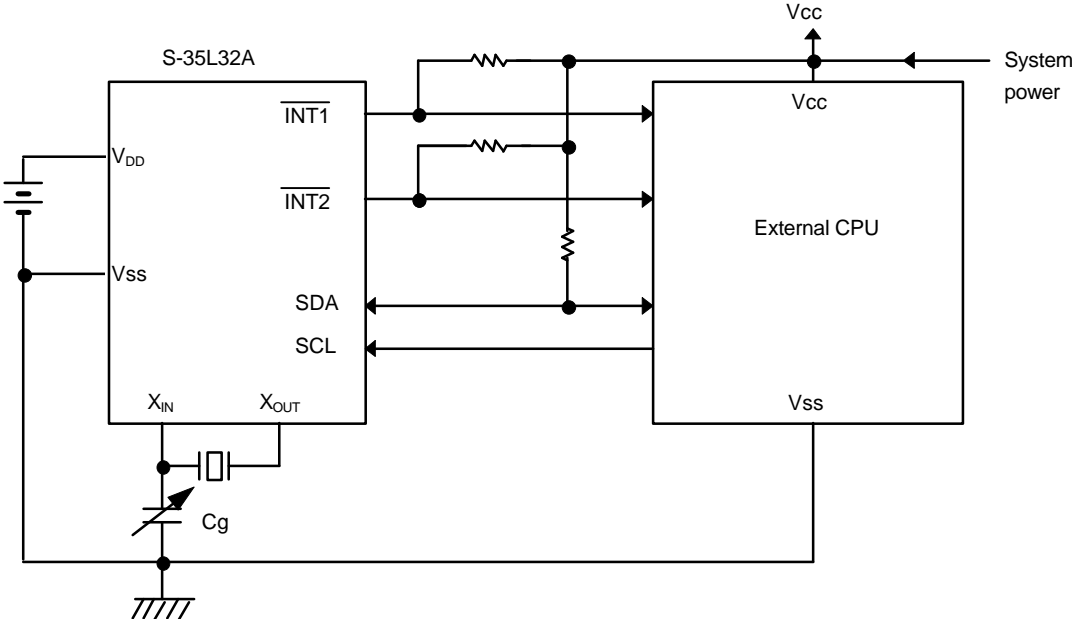 Vcc
S-35L32A
System
power
INT1
Vcc
VDD
INT2
External CPU
Vss
SDA
SCL
XIN
XOUT
Vss
Cg